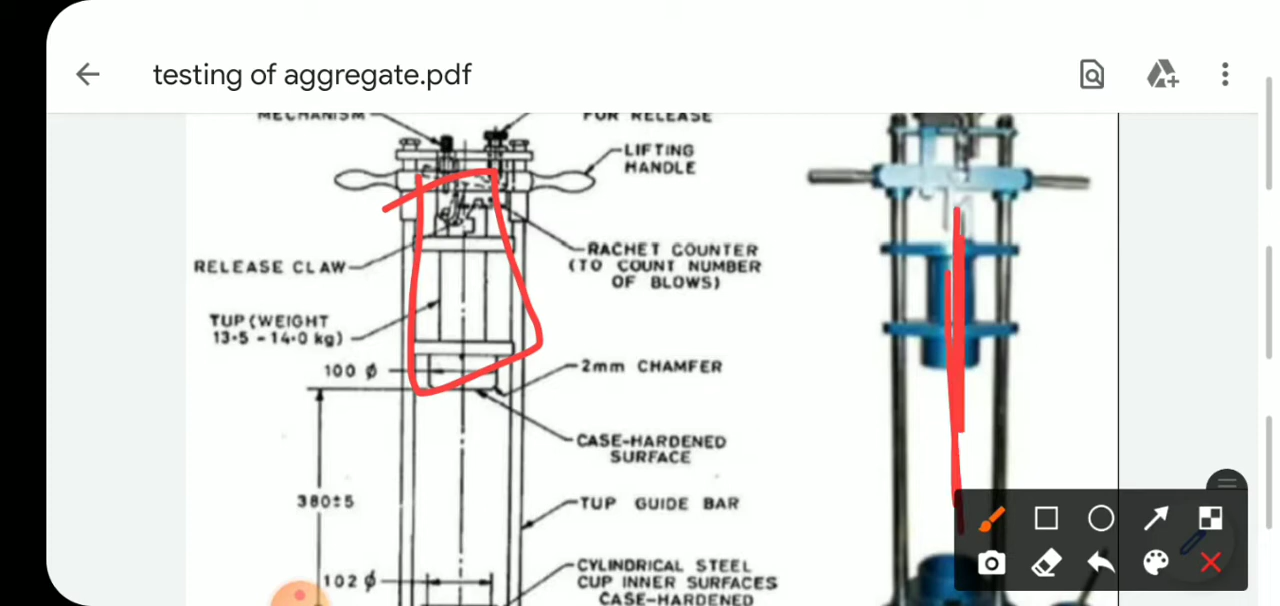 testing of aggregate.pdf
MECHANISM
FOR RELEASE
LIFTING
HANDLE
RELEASE CLAW
RACHET COUNTER
(TO COUNT NUMBER
OF BLOWS)
TUP (WEIGHT
13·5 - 14·0 kg)
100 ϕ
2mm CHAMFER
CASE-HARDENED
SURFACE
380±5
TUP GUIDE BAR
102 ϕ
CYLINDRICAL STEEL
CUP INNER SURFACES
CASE-HARDENED